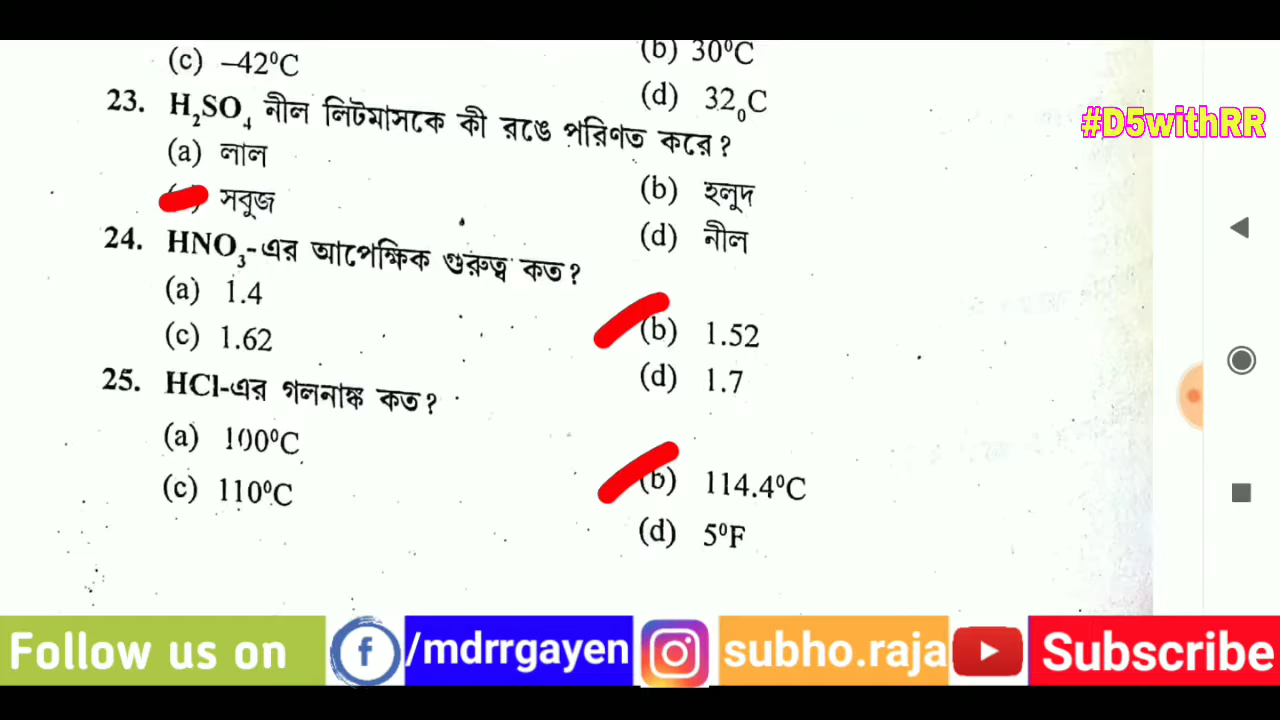 (c) –42⁰C
(b) 30⁰C
(d) 32₀C
#D5withRR
23. H₂SO₄ নীল লিটমাসকে কী রঙে পরিণত করে?
(a) লাল
(b) হলুদ
সবুজ
(d) নীল
24. HNO₃-এর আপেক্ষিক গুরুত্ব কত?
(a) 1.4
(b) 1.52
(c) 1.62
(d) 1.7
25. HCl-এর গলনাঙ্ক কত?
(a) 100⁰C
(b) 114.4⁰C
(c) 110⁰C
(d) 5⁰F
Follow us on f /mdrrgayen subho.raja Subscribe